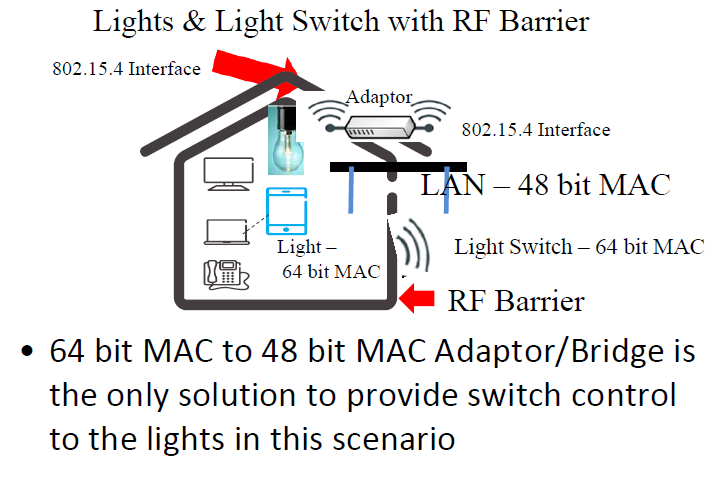 Lights & Light Switch with RF Barrier
802.15.4 Interface
Adaptor
802.15.4 Interface
LAN – 48 bit MAC
Light –
64 bit MAC
Light Switch – 64 bit MAC
RF Barrier
• 64 bit MAC to 48 bit MAC Adaptor/Bridge is
the only solution to provide switch control
to the lights in this scenario